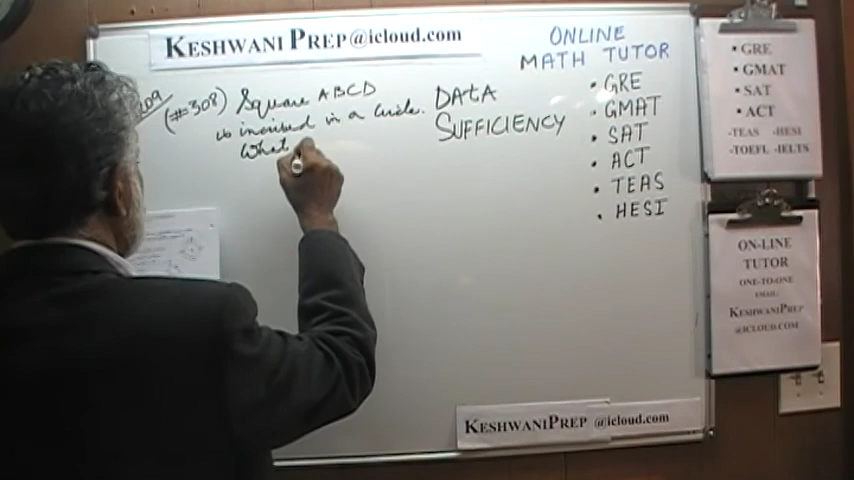 KESHWANI PREP@icloud.com
209
(#308) Square ABCD
is inscribed in a Circle.
What
DATA
SUFFICIENCY
ONLINE
MATH TUTOR
• GRE
• GMAT
• SAT
• ACT
• TEAS
• HESI
• GRE
• GMAT
• SAT
• ACT
-TEAS -HESI
-TOEFL -IELTS
ON-LINE
TUTOR
ONE-TO-ONE
EMAIL:
KESHWANIPREP
@ICLOUD.COM
KESHWANIPREP @icloud.com